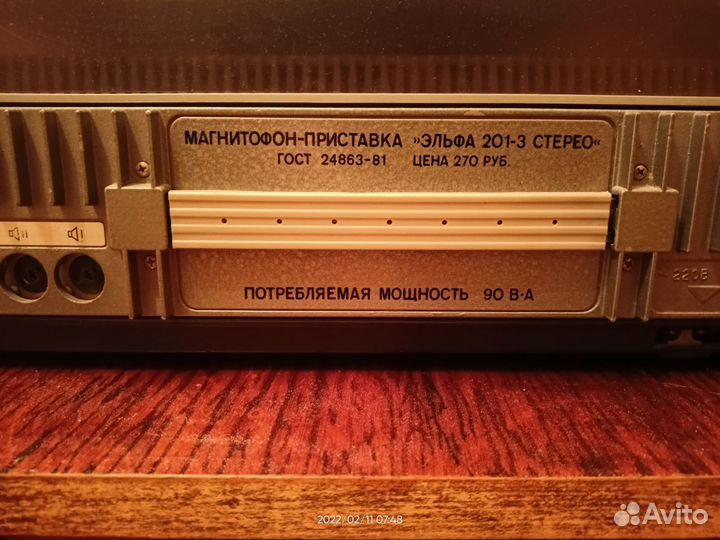 МАГНИТОФОН-ПРИСТАВКА »ЭЛЬФА 201-3 СТЕРЕО«
ГОСТ 24863-81 ЦЕНА 270 РУБ.
~ 220В
ПОТРЕБЛЯЕМАЯ МОЩНОСТЬ 90 В·А
2022.02.11 07:48
Avito